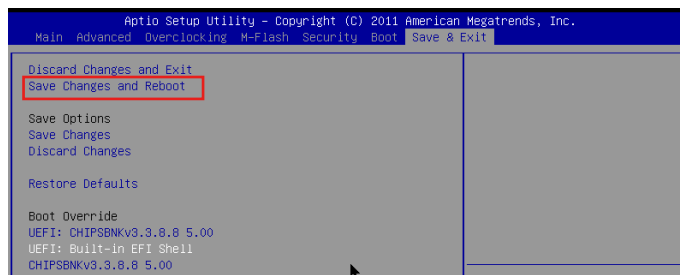 Aptio Setup Utility – Copyright (C) 2011 American Megatrends, Inc.
Main Advanced Overclocking M-Flash Security Boot Save & Exit
Discard Changes and Exit
Save Changes and Reboot
Save Options
Save Changes
Discard Changes
Restore Defaults
Boot Override
UEFI: CHIPSBNKv3.3.8.8 5.00
UEFI: Built-in EFI Shell
CHIPSBNKv3.3.8.8 5.00